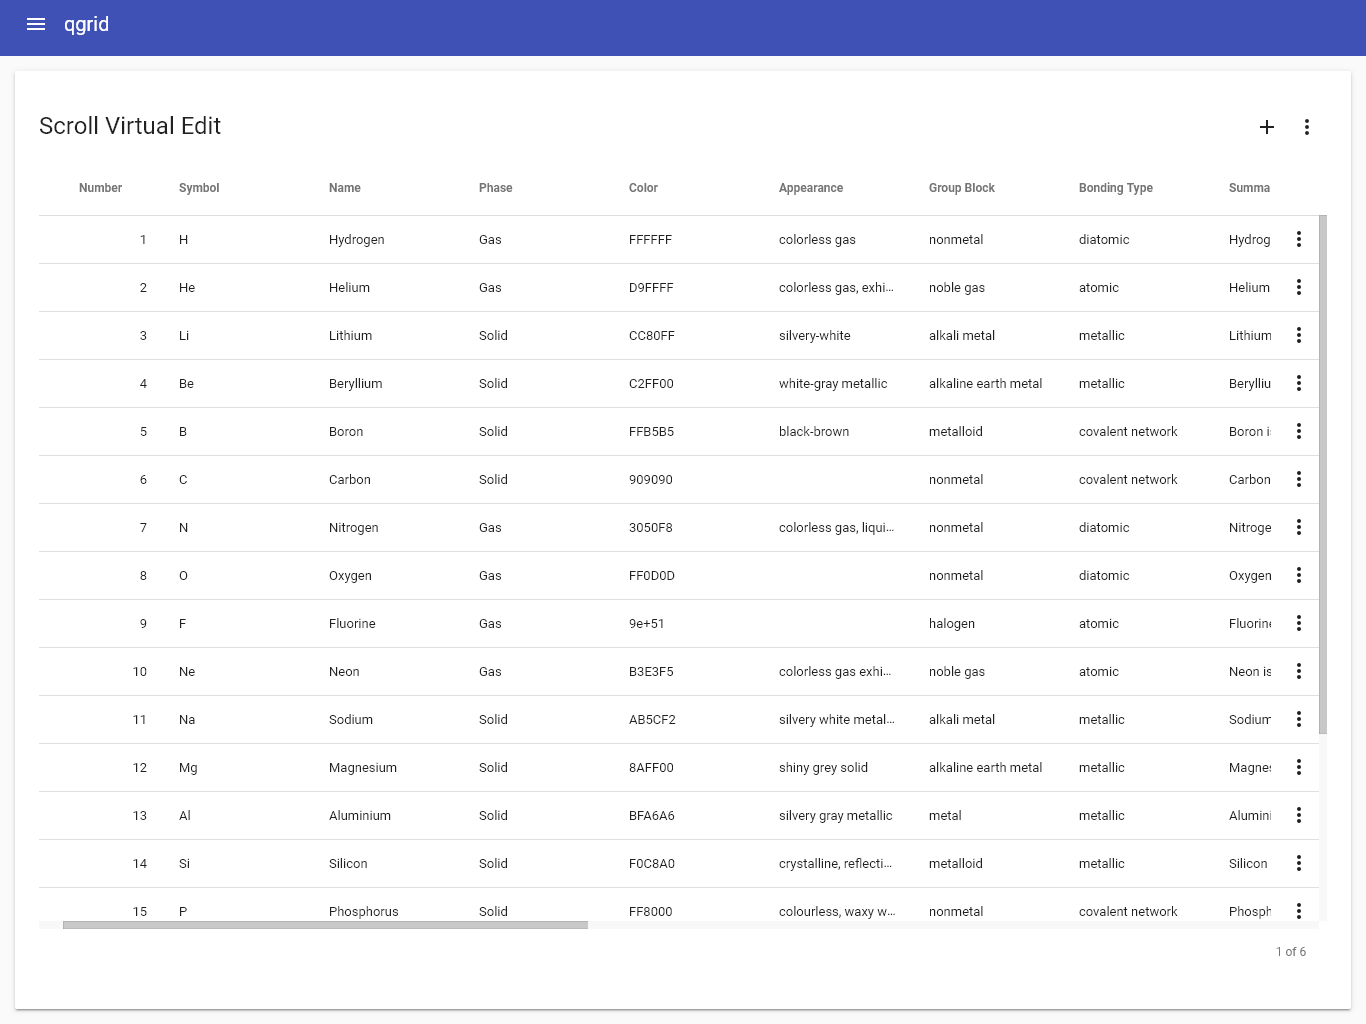 qgrid
Scroll Virtual Edit
Number Symbol Name Phase Color Appearance Group Block Bonding Type Summa
1 H Hydrogen Gas FFFFFF colorless gas nonmetal diatomic Hydrog
2 He Helium Gas D9FFFF colorless gas, exhi... noble gas atomic Helium
3 Li Lithium Solid CC80FF silvery-white alkali metal metallic Lithium
4 Be Beryllium Solid C2FF00 white-gray metallic alkaline earth metal metallic Berylliu
5 B Boron Solid FFB5B5 black-brown metalloid covalent network Boron i
6 C Carbon Solid 909090 nonmetal covalent network Carbon
7 N Nitrogen Gas 3050F8 colorless gas, liqui... nonmetal diatomic Nitroge
8 O Oxygen Gas FF0D0D nonmetal diatomic Oxygen
9 F Fluorine Gas 9e+51 halogen atomic Fluorine
10 Ne Neon Gas B3E3F5 colorless gas exhi... noble gas atomic Neon is
11 Na Sodium Solid AB5CF2 silvery white metal... alkali metal metallic Sodium
12 Mg Magnesium Solid 8AFF00 shiny grey solid alkaline earth metal metallic Magnes
13 Al Aluminium Solid BFA6A6 silvery gray metallic metal metallic Alumini
14 Si Silicon Solid F0C8A0 crystalline, reflecti... metalloid metallic Silicon
15 P Phosphorus Solid FF8000 colourless, waxy w... nonmetal covalent network Phosph
1 of 6